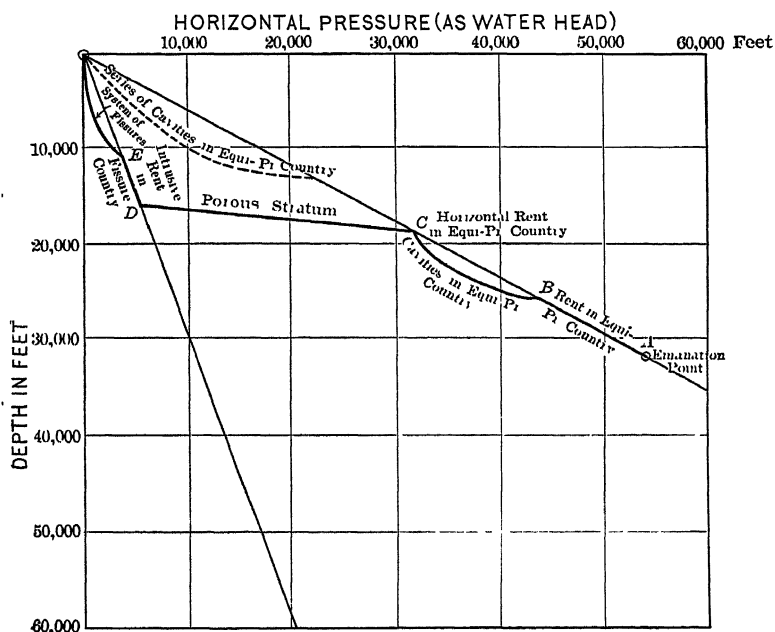 HORIZONTAL PRESSURE (AS WATER HEAD)
10,000 20,000 30,000 40,000 50,000 60,000 Feet
Series of Cavities in Equi-Pi Country
System of
Fissures
Intrusive
Rent
in
Fissure
Country
10,000
E
D
Porous Stratum
C
Horizontal Rent
in Equi-Pi Country
20,000
Cavities in Equi Pi
Country
B
Rent in Equi-
Pi Country
A
Emanation
Point
30,000
40,000
50,000
60,000
DEPTH IN FEET